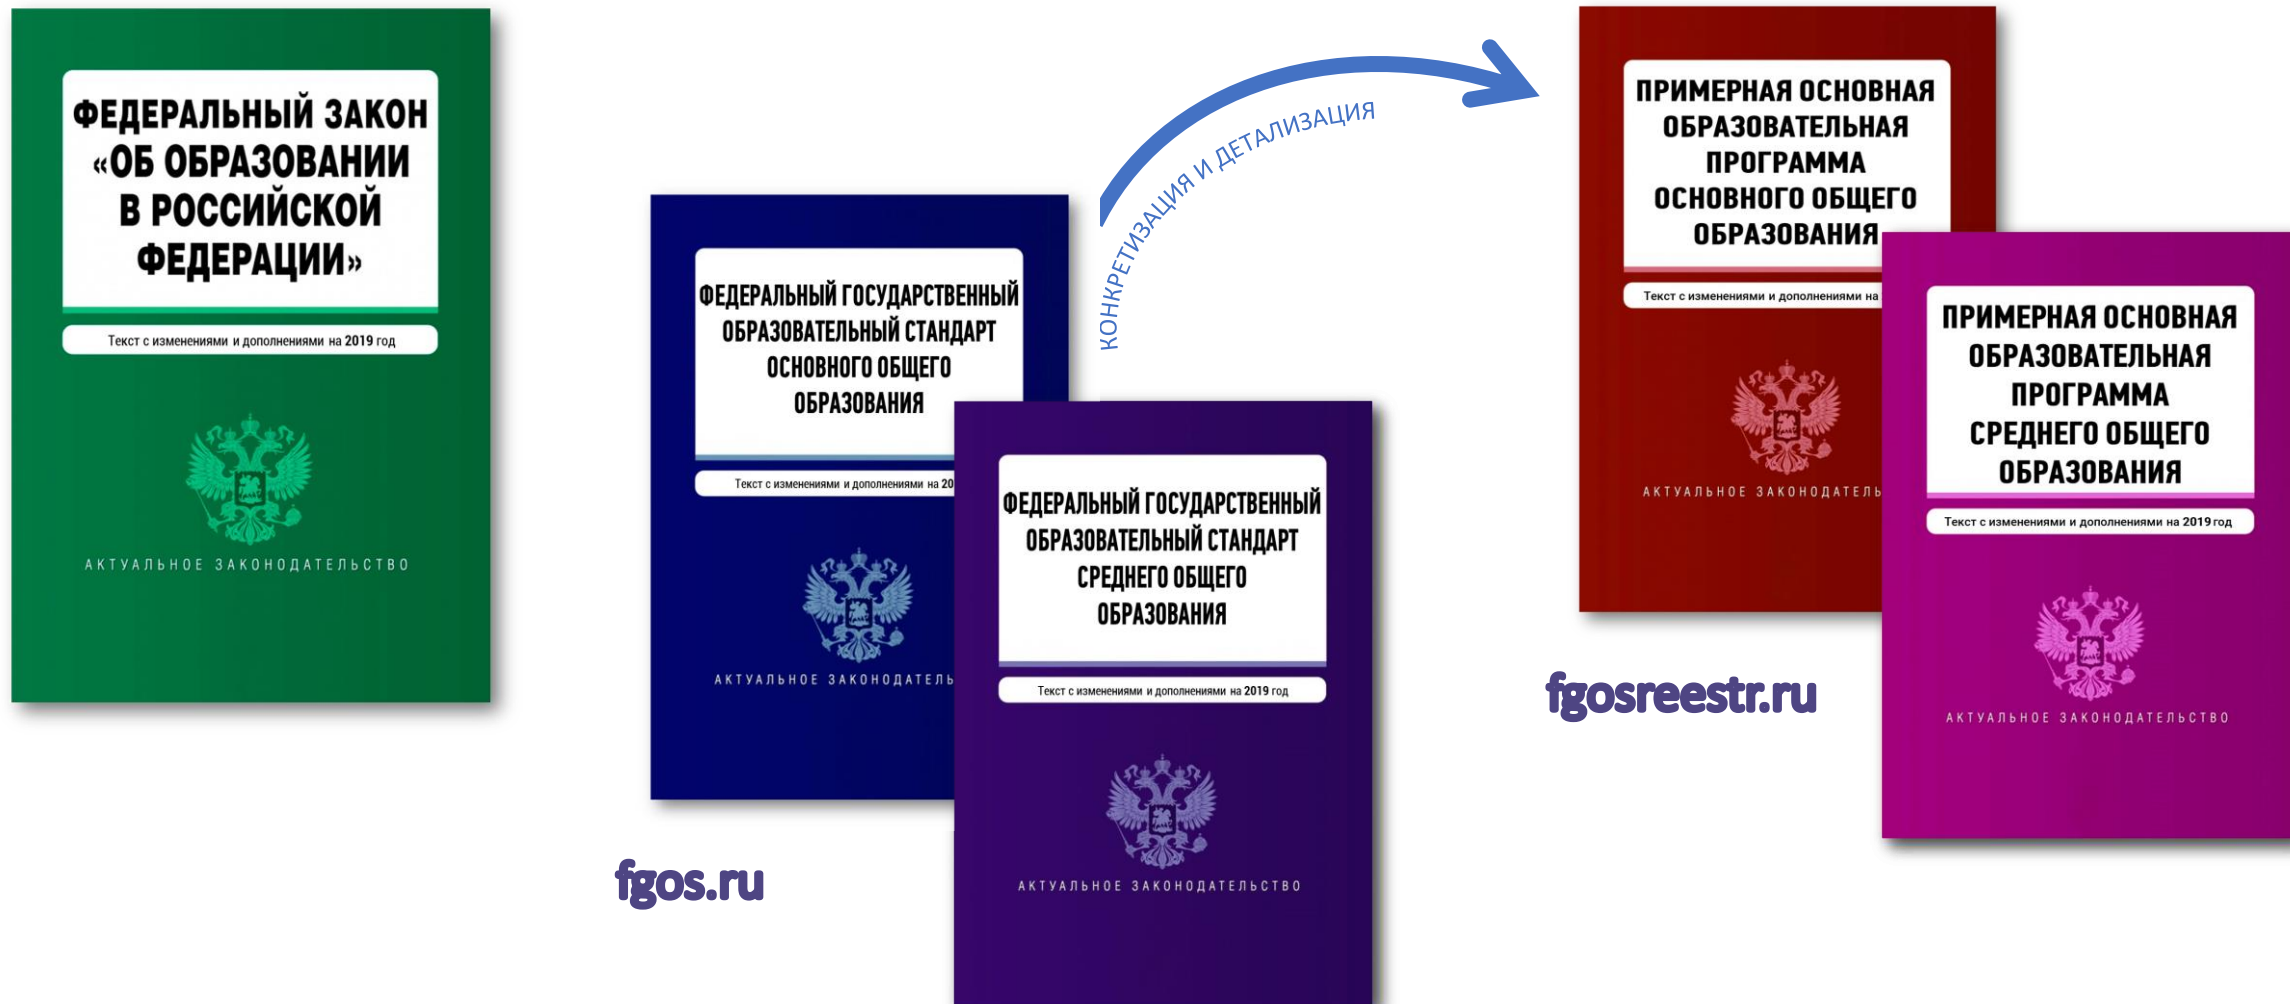 ФЕДЕРАЛЬНЫЙ ЗАКОН
«ОБ ОБРАЗОВАНИИ
В РОССИЙСКОЙ
ФЕДЕРАЦИИ»
Текст с изменениями и дополнениями на 2019 год
АКТУАЛЬНОЕ ЗАКОНОДАТЕЛЬСТВО
ФЕДЕРАЛЬНЫЙ ГОСУДАРСТВЕННЫЙ
ОБРАЗОВАТЕЛЬНЫЙ СТАНДАРТ
ОСНОВНОГО ОБЩЕГО
ОБРАЗОВАНИЯ
Текст с изменениями и дополнениями на 20
АКТУАЛЬНОЕ ЗАКОНОДАТЕЛЬ
fgos.ru
ФЕДЕРАЛЬНЫЙ ГОСУДАРСТВЕННЫЙ
ОБРАЗОВАТЕЛЬНЫЙ СТАНДАРТ
СРЕДНЕГО ОБЩЕГО
ОБРАЗОВАНИЯ
Текст с изменениями и дополнениями на 2019 год
АКТУАЛЬНОЕ ЗАКОНОДАТЕЛЬСТВО
КОНКРЕТИЗАЦИЯ И ДЕТАЛИЗАЦИЯ
ПРИМЕРНАЯ ОСНОВНАЯ
ОБРАЗОВАТЕЛЬНАЯ
ПРОГРАММА
ОСНОВНОГО ОБЩЕГО
ОБРАЗОВАНИЯ
Текст с изменениями и дополнениями на
АКТУАЛЬНОЕ ЗАКОНОДАТЕЛЬ
fgosreestr.ru
ПРИМЕРНАЯ ОСНОВНАЯ
ОБРАЗОВАТЕЛЬНАЯ
ПРОГРАММА
СРЕДНЕГО ОБЩЕГО
ОБРАЗОВАНИЯ
Текст с изменениями и дополнениями на 2019 год
АКТУАЛЬНОЕ ЗАКОНОДАТЕЛЬСТВО